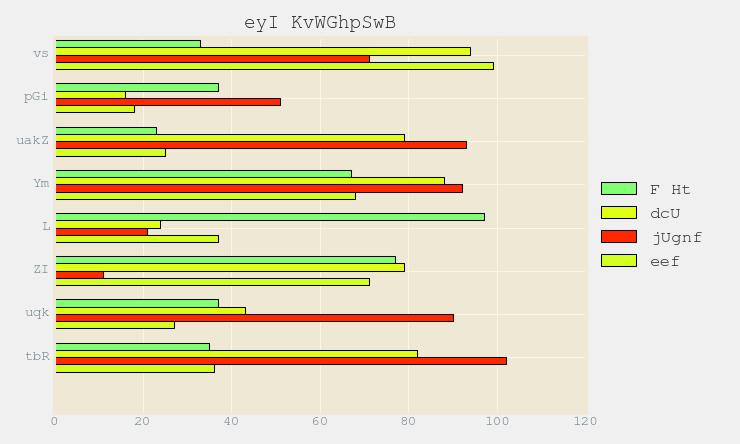 eyI KvWGhpSwB
vs
pGi
uakZ
Ym
L
ZI
uqk
tbR
0 20 40 60 80 100 120
F Ht
dcU
jUgnf
eef